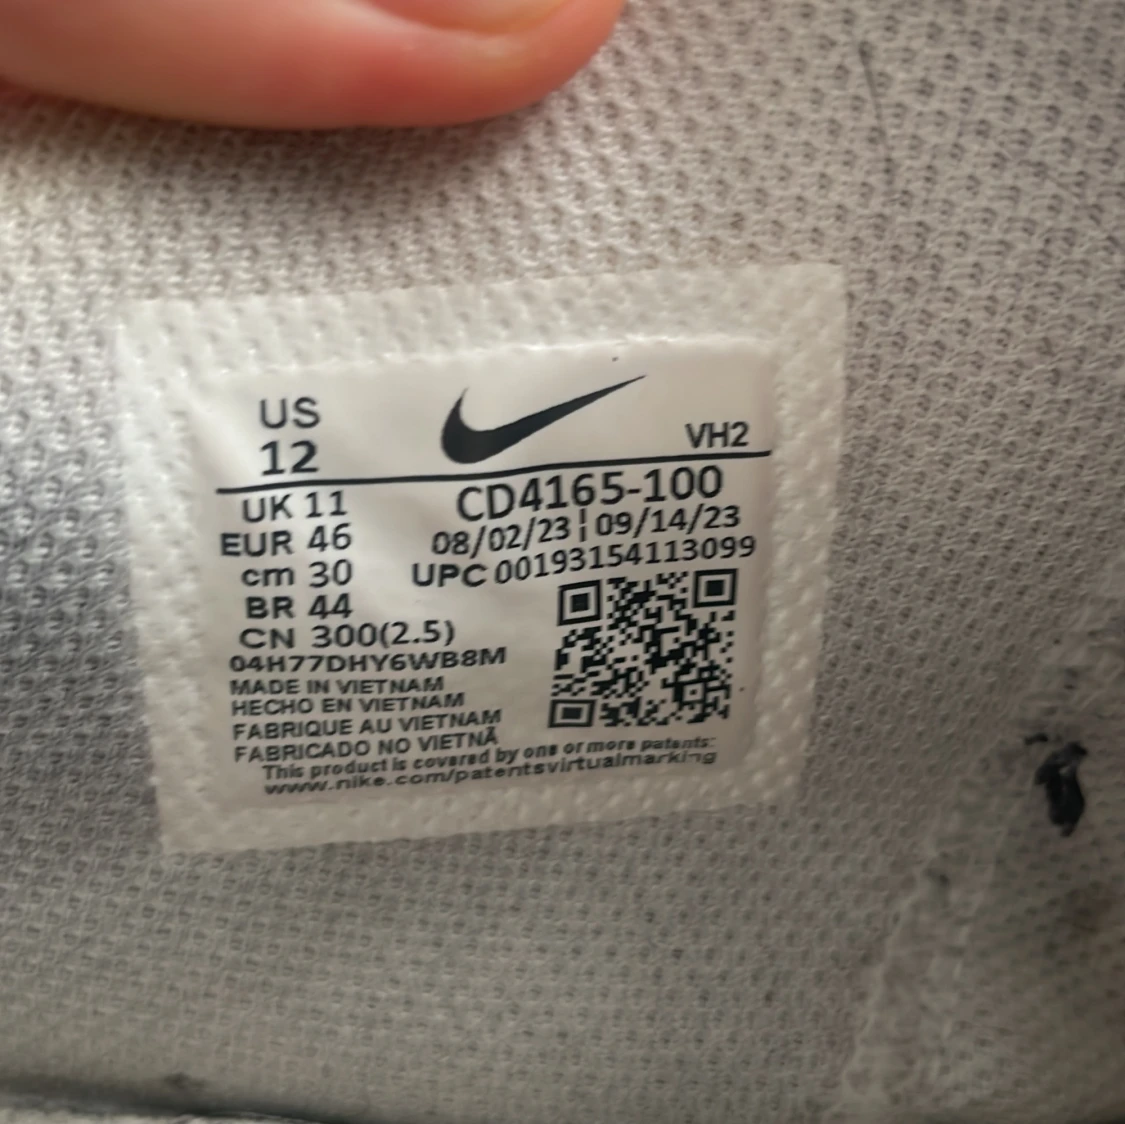 US
12
VH2
UK 11
CD4165-100
EUR 46
08/02/23 ¦ 09/14/23
cm 30
UPC 00193154113099
BR 44
CN 300(2.5)
04H77DHY6WB8M
MADE IN VIETNAM
HECHO EN VIETNAM
FABRIQUE AU VIETNAM
FABRICADO NO VIETNÃ
This product is covered by one or more patents:
www.nike.com/patentsvirtualmarking